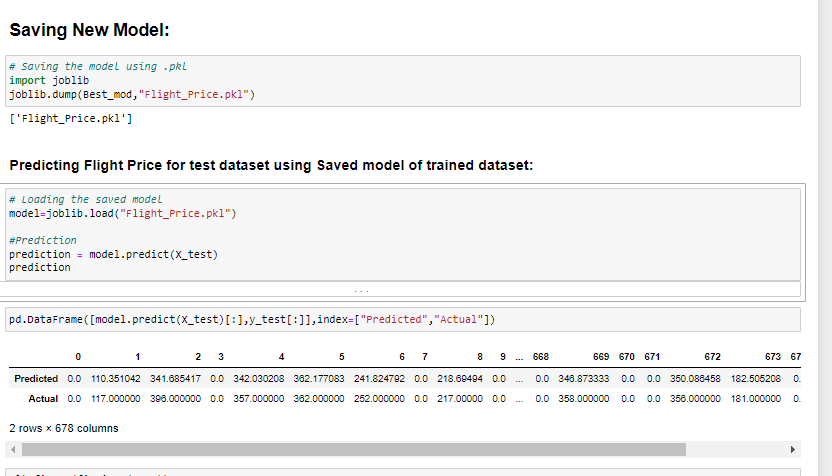 Saving New Model:
# Saving the model using .pkl
import joblib
joblib.dump(Best_mod,"Flight_Price.pkl")
['Flight_Price.pkl']
Predicting Flight Price for test dataset using Saved model of trained dataset:
# Loading the saved model
model=joblib.load("Flight_Price.pkl")
#Prediction
prediction = model.predict(X_test)
prediction
...
pd.DataFrame([model.predict(X_test)[:],y_test[:]],index=["Predicted","Actual"])
0 1 2 3 4 5 6 7 8 9 ... 668 669 670 671 672 673 67
Predicted 0.0 110.351042 341.685417 0.0 342.030208 362.177083 241.824792 0.0 218.69494 0.0 ... 0.0 346.873333 0.0 0.0 350.086458 182.505208 0.
Actual 0.0 117.000000 396.000000 0.0 357.000000 362.000000 252.000000 0.0 217.00000 0.0 ... 0.0 358.000000 0.0 0.0 356.000000 181.000000 0.
2 rows × 678 columns